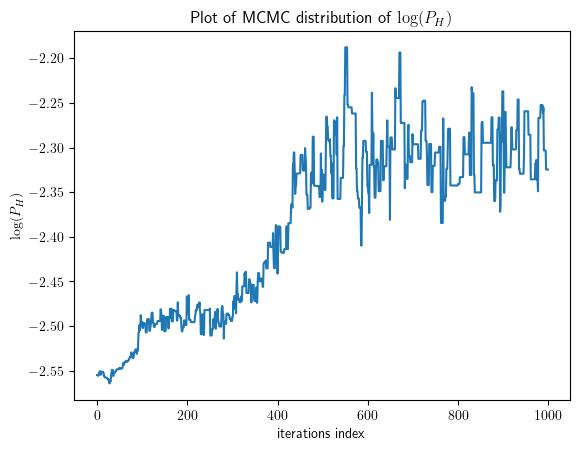 Plot of MCMC distribution of log(P_H)
log(P_H)
−2.20
−2.25
−2.30
−2.35
−2.40
−2.45
−2.50
−2.55
0 200 400 600 800 1000
iterations index